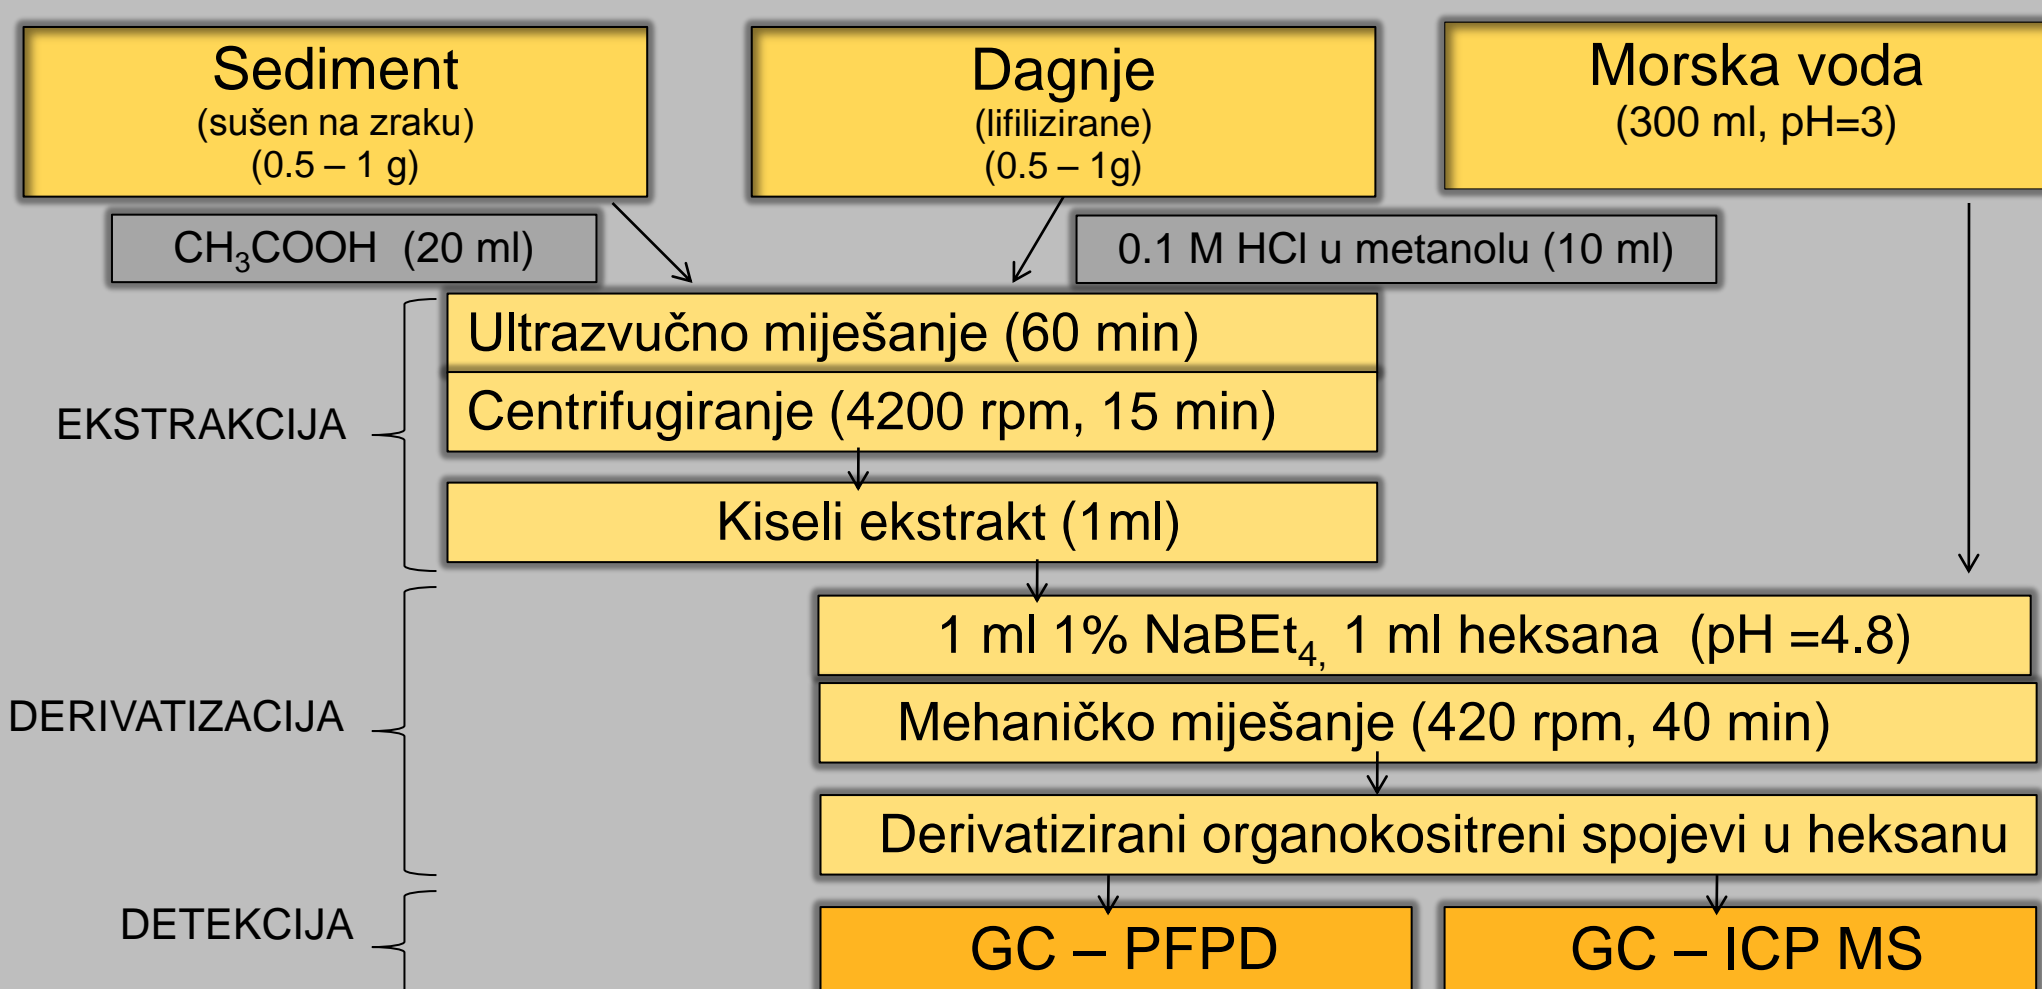 Sediment
(sušen na zraku)
(0.5 – 1 g)
Dagnje
(lifilizirane)
(0.5 – 1g)
Morska voda
(300 ml, pH=3)
CH₃COOH (20 ml)
0.1 M HCl u metanolu (10 ml)
Ultrazvučno miješanje (60 min)
Centrifugiranje (4200 rpm, 15 min)
EKSTRAKCIJA
Kiseli ekstrakt (1ml)
1 ml 1% NaBEt₄, 1 ml heksana (pH =4.8)
Mehaničko miješanje (420 rpm, 40 min)
DERIVATIZACIJA
Derivatizirani organokositreni spojevi u heksanu
DETEKCIJA
GC – PFPD
GC – ICP MS